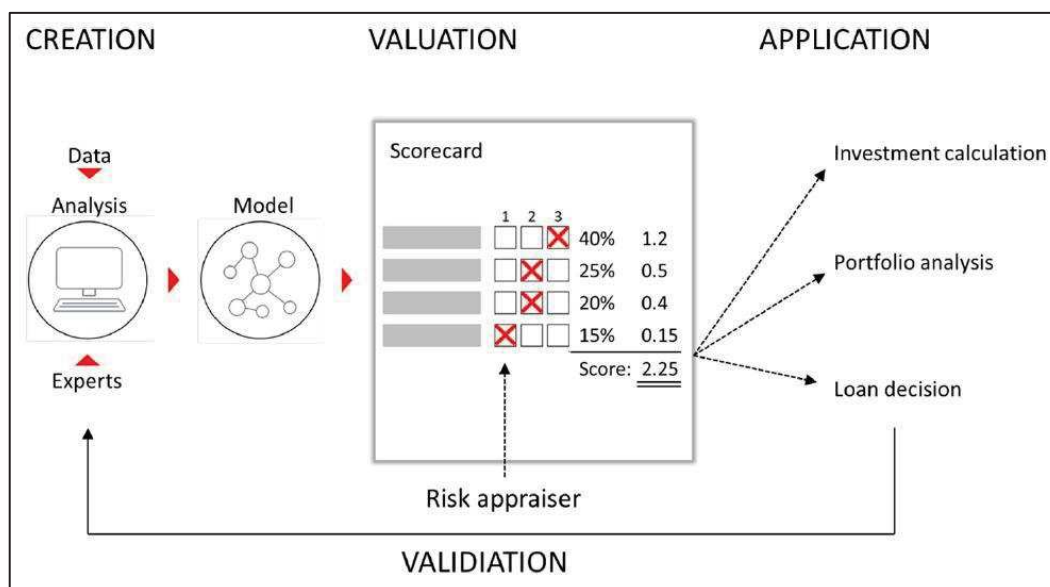 CREATION
VALUATION
APPLICATION
Data
Analysis
Model
Experts
Scorecard
1 2 3
40% 1.2
25% 0.5
20% 0.4
15% 0.15
Score: 2.25
Risk appraiser
Investment calculation
Portfolio analysis
Loan decision
VALIDIATION